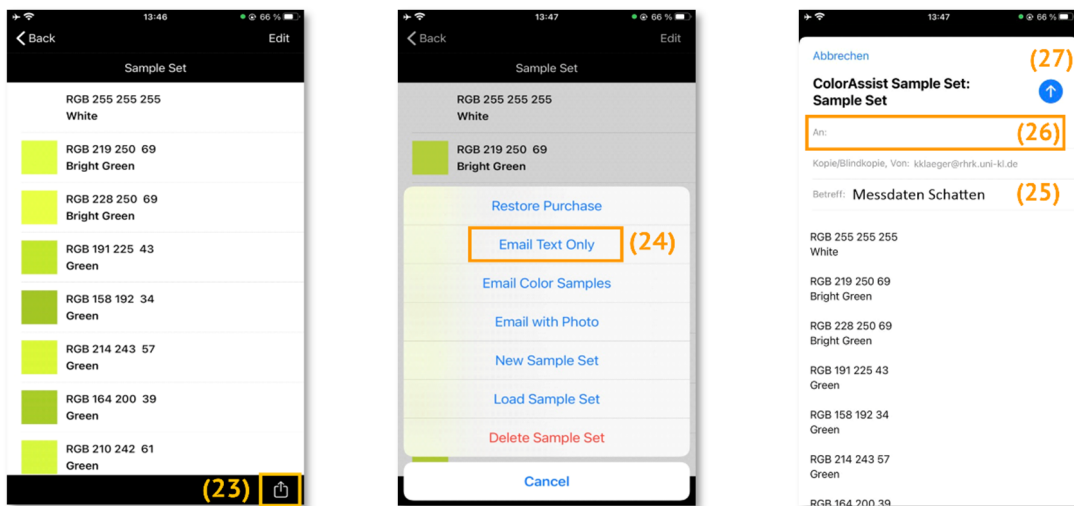 13:46
66 %
Back
Edit
Sample Set
RGB 255 255 255
White
RGB 219 250 69
Bright Green
RGB 228 250 69
Bright Green
RGB 191 225 43
Green
RGB 158 192 34
Green
RGB 214 243 57
Green
RGB 164 200 39
Green
RGB 210 242 61
Green
(23)
13:47
66 %
Back
Edit
Sample Set
RGB 255 255 255
White
RGB 219 250 69
Bright Green
Restore Purchase
Email Text Only
(24)
Email Color Samples
Email with Photo
New Sample Set
Load Sample Set
Delete Sample Set
Cancel
13:47
66 %
Abbrechen
(27)
ColorAssist Sample Set:
Sample Set
An:
(26)
Kopie/Blindkopie, Von: kklaeger@rhrk.uni-kl.de
Betreff: Messdaten Schatten
(25)
RGB 255 255 255
White
RGB 219 250 69
Bright Green
RGB 228 250 69
Bright Green
RGB 191 225 43
Green
RGB 158 192 34
Green
RGB 214 243 57
Green
RGB 164 200 39